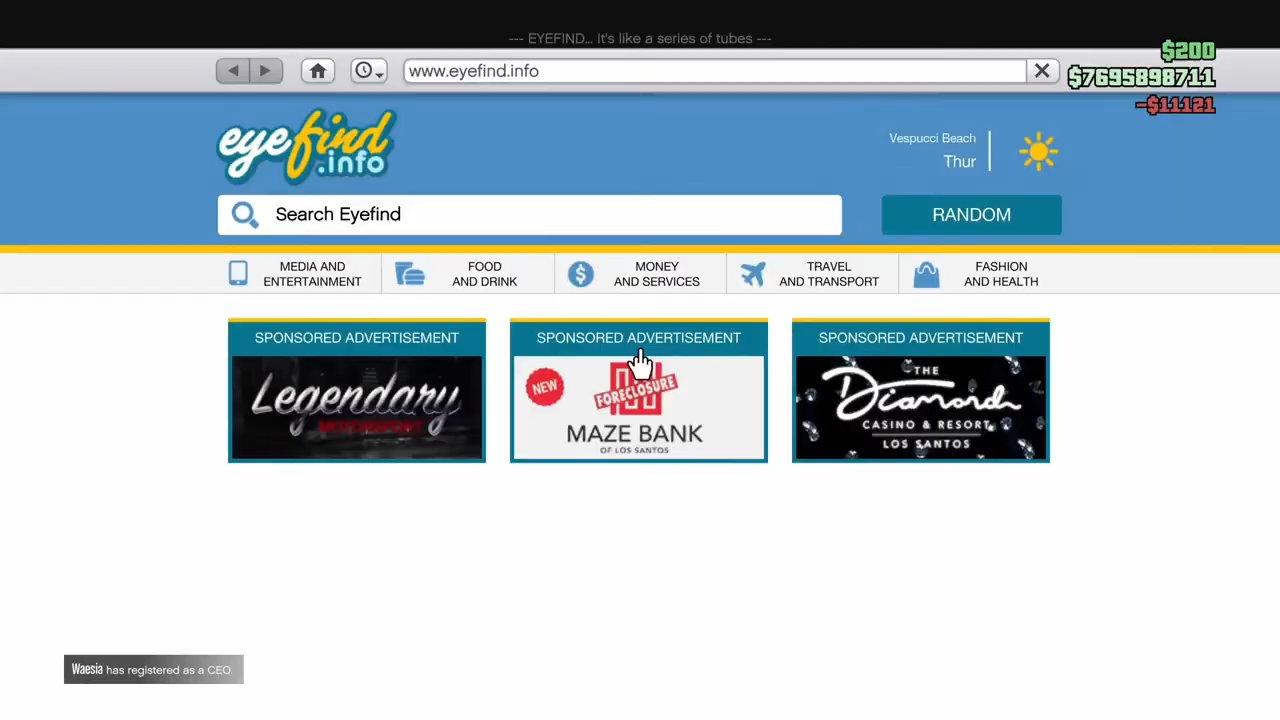 --- EYEFIND... It's like a series of tubes ---
$200
www.eyefind.info
$7695898711
-$11121
eyefind
.info
Vespucci Beach
Thur
Search Eyefind
RANDOM
MEDIA AND
ENTERTAINMENT
FOOD
AND DRINK
MONEY
AND SERVICES
TRAVEL
AND TRANSPORT
FASHION
AND HEALTH
SPONSORED ADVERTISEMENT
Legendary
MOTORSPORT
SPONSORED ADVERTISEMENT
NEW
FORECLOSURE
MAZE BANK
OF LOS SANTOS
SPONSORED ADVERTISEMENT
THE
Diamond
CASINO & RESORT
LOS SANTOS
Waesia has registered as a CEO.